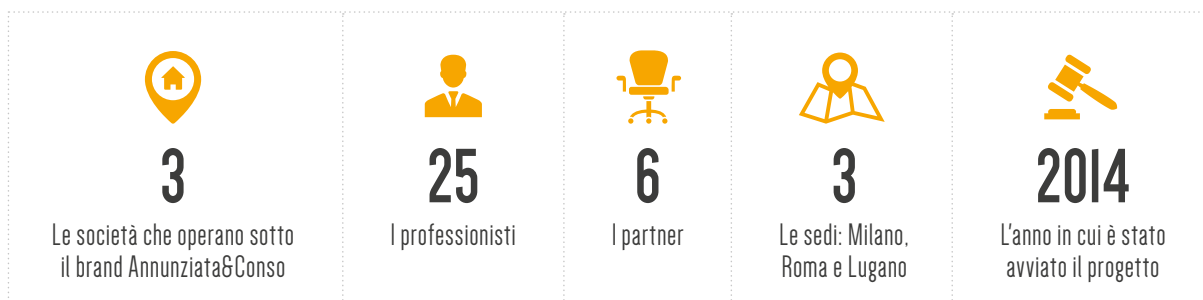 3
Le società che operano sotto
il brand Annunziata&Conso
25
I professionisti
6
I partner
3
Le sedi: Milano,
Roma e Lugano
2014
L'anno in cui è stato
avviato il progetto